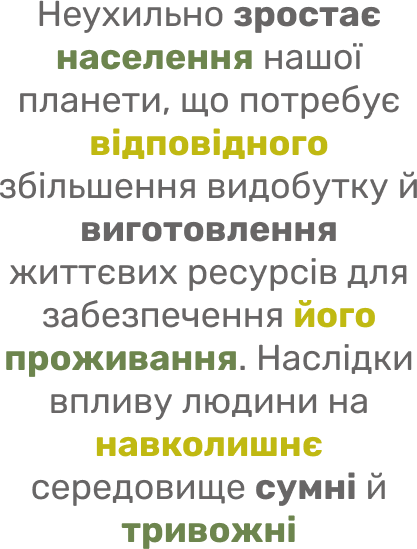 Неухильно зростає
населення нашої
планети, що потребує
відповідного
збільшення видобутку й
виготовлення
життєвих ресурсів для
забезпечення його
проживання. Наслідки
впливу людини на
навколишнє
середовище сумні й
тривожні